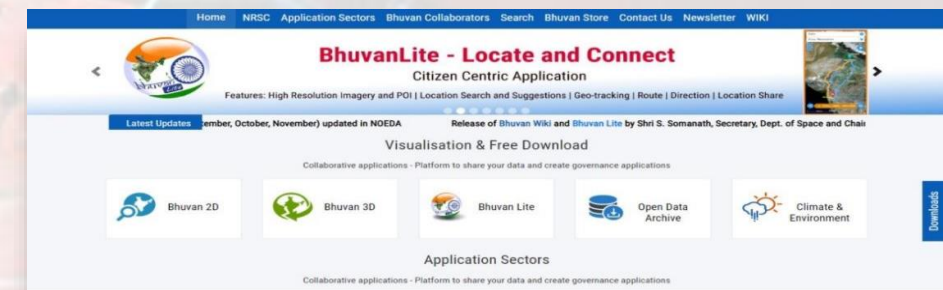 Home NRSC Application Sectors Bhuvan Collaborators Search Bhuvan Store Contact Us Newsletter WIKI
BhuvanLite - Locate and Connect
Citizen Centric Application
Features: High Resolution Imagery and POI | Location Search and Suggestions | Geo-tracking | Route | Direction | Location Share
Latest Updates ember, October, November) updated in NOEDA Release of Bhuvan Wiki and Bhuvan Lite by Shri S. Somanath, Secretary, Dept. of Space and Chair
Visualisation & Free Download
Collaborative applications - Platform to share your data and create governance applications
Bhuvan 2D
Bhuvan 3D
Bhuvan Lite
Open Data
Archive
Climate &
Environment
Downloads
Application Sectors
Collaborative applications - Platform to share your data and create governance applications